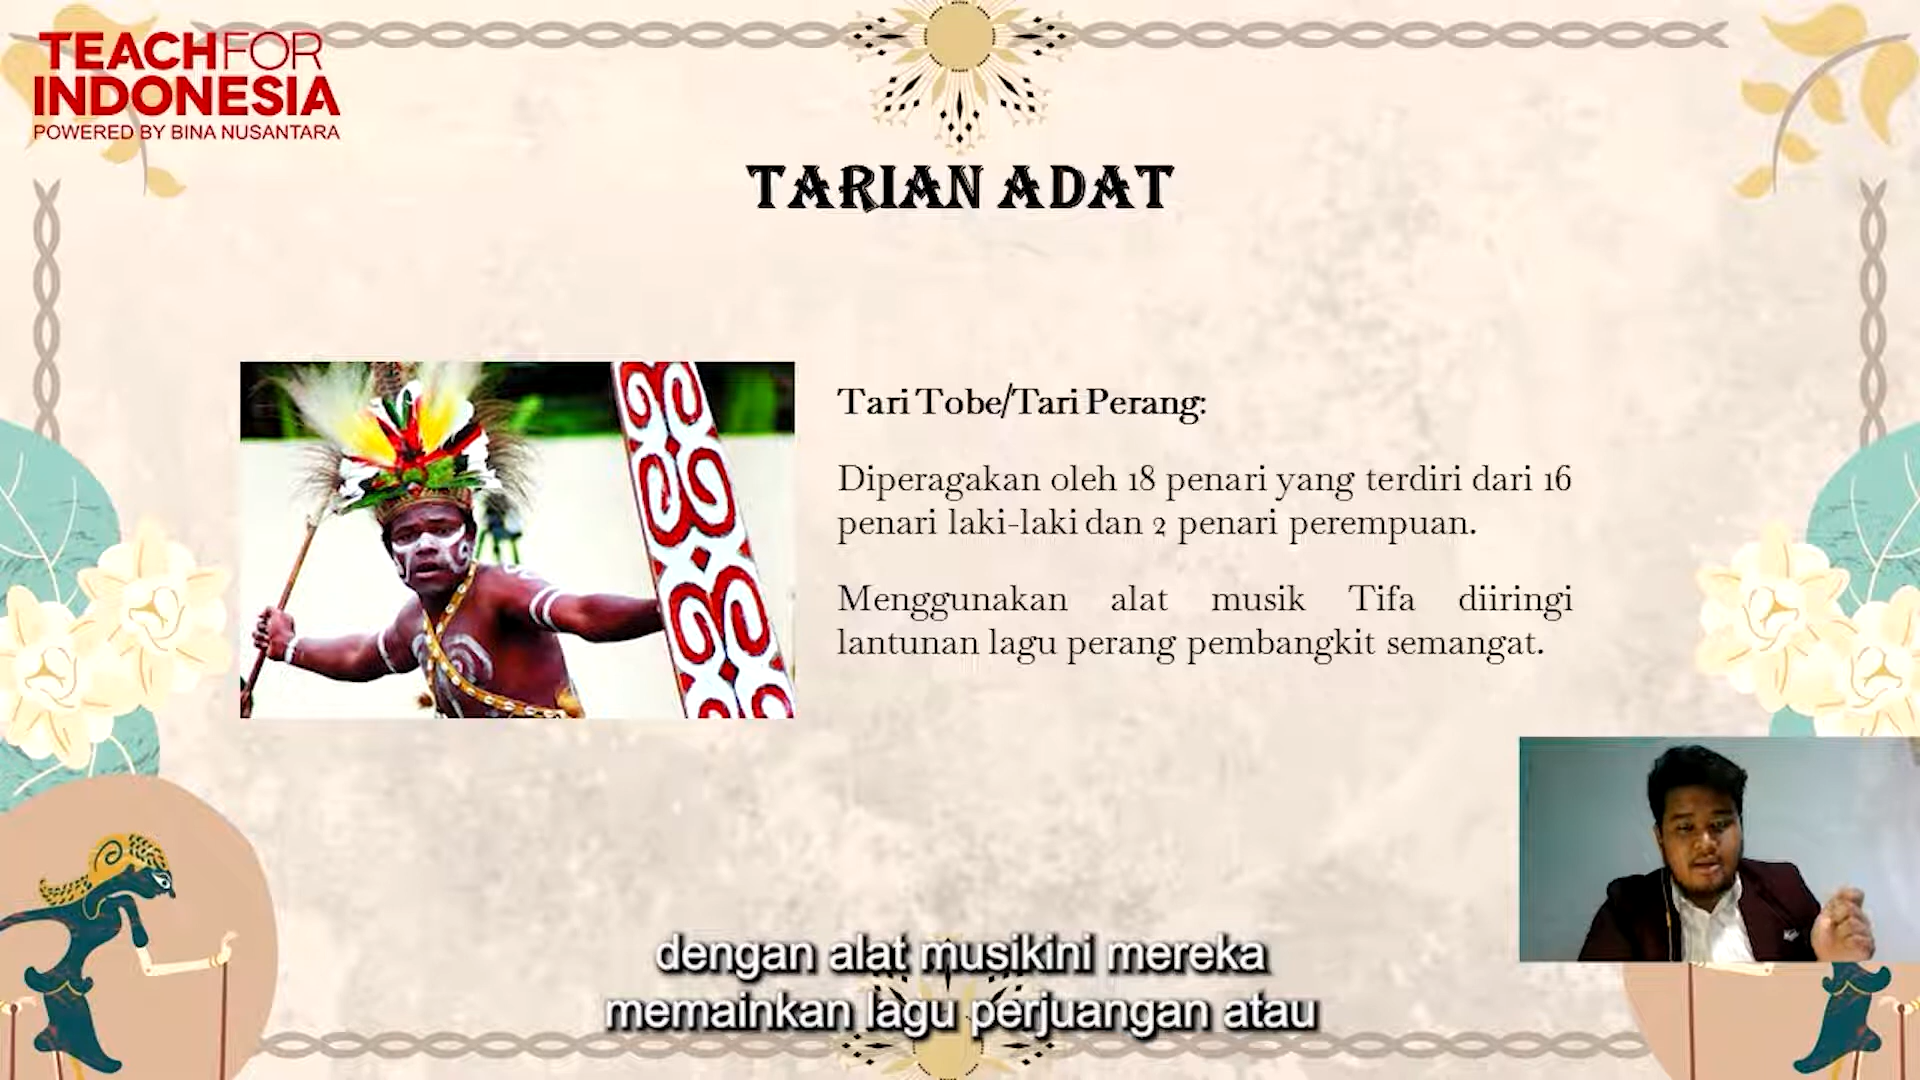 TEACHFOR
INDONESIA
POWERED BY BINA NUSANTARA
TARIAN ADAT
Tari Tobe/Tari Perang:
Diperagakan oleh 18 penari yang terdiri dari 16
penari laki-laki dan 2 penari perempuan.
Menggunakan alat musik Tifa diiringi
lantunan lagu perang pembangkit semangat.
dengan alat musikini mereka
memainkan lagu perjuangan atau